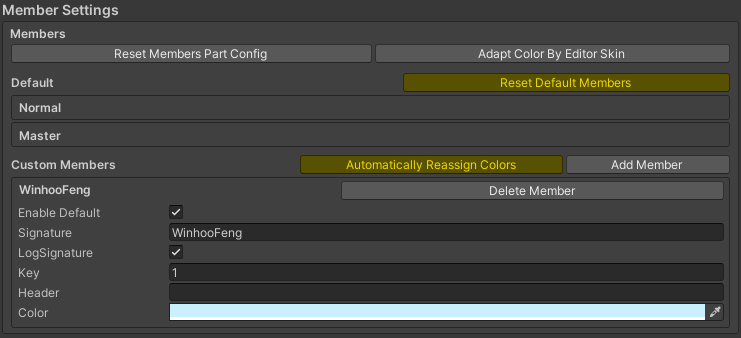 Member Settings
Members
Reset Members Part Config
Adapt Color By Editor Skin
Default
Reset Default Members
Normal
Master
Custom Members
Automatically Reassign Colors
Add Member
WinhooFeng
Delete Member
Enable Default
Signature
WinhooFeng
LogSignature
Key
1
Header
Color